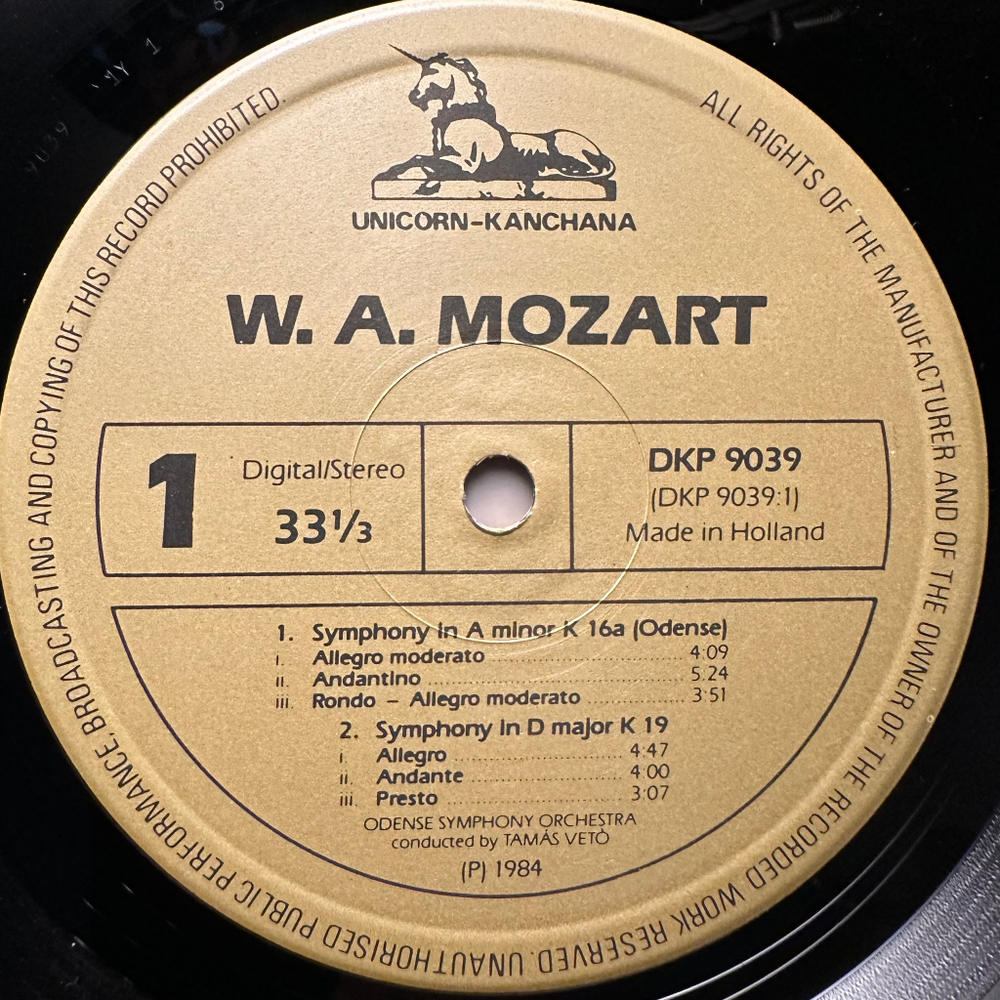 UNICORN-KANCHANA
W. A. MOZART
1
Digital/Stereo
33⅓
DKP 9039
(DKP 9039:1)
Made in Holland
1. Symphony in A minor K 16a (Odense)
i. Allegro moderato 4:09
ii. Andantino 5:24
iii. Rondo – Allegro moderato 3:51
2. Symphony in D major K 19
i. Allegro 4:47
ii. Andante 4:00
iii. Presto 3:07
ODENSE SYMPHONY ORCHESTRA
conducted by TAMÁS VETÒ
(P) 1984
ALL RIGHTS OF THE MANUFACTURER AND OF THE OWNER OF THE RECORDED WORK RESERVED. UNAUTHORISED PUBLIC PERFORMANCE, BROADCASTING AND COPYING OF THIS RECORD PROHIBITED.